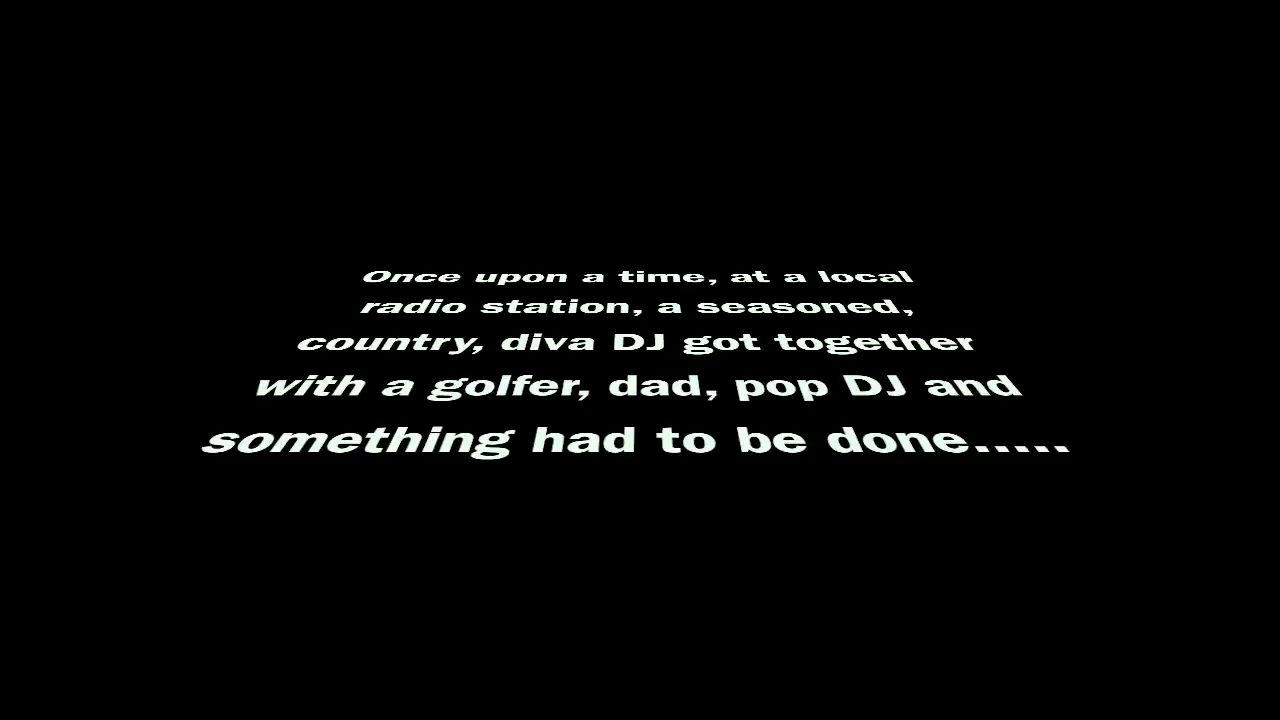 Once upon a time, at a local
radio station, a seasoned,
country, diva DJ got together
with a golfer, dad, pop DJ and
something had to be done.....